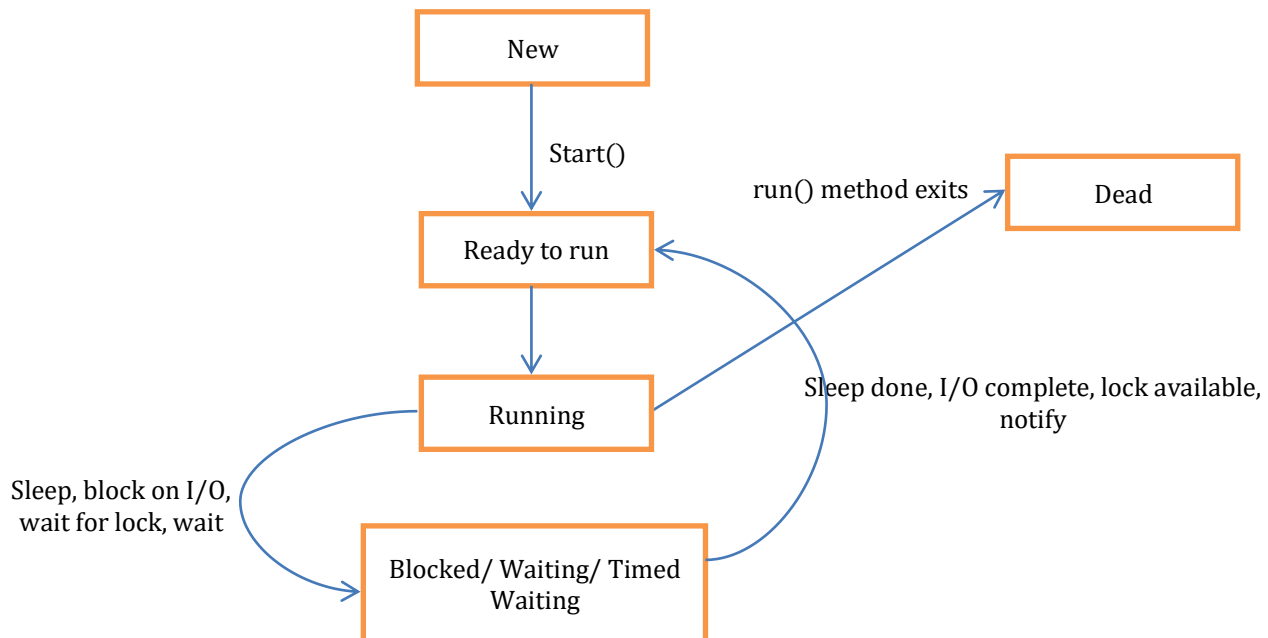 New
Start()
run() method exits
Dead
Ready to run
Sleep done, I/O complete, lock available,
notify
Running
Sleep, block on I/O,
wait for lock, wait
Blocked/ Waiting/ Timed
Waiting